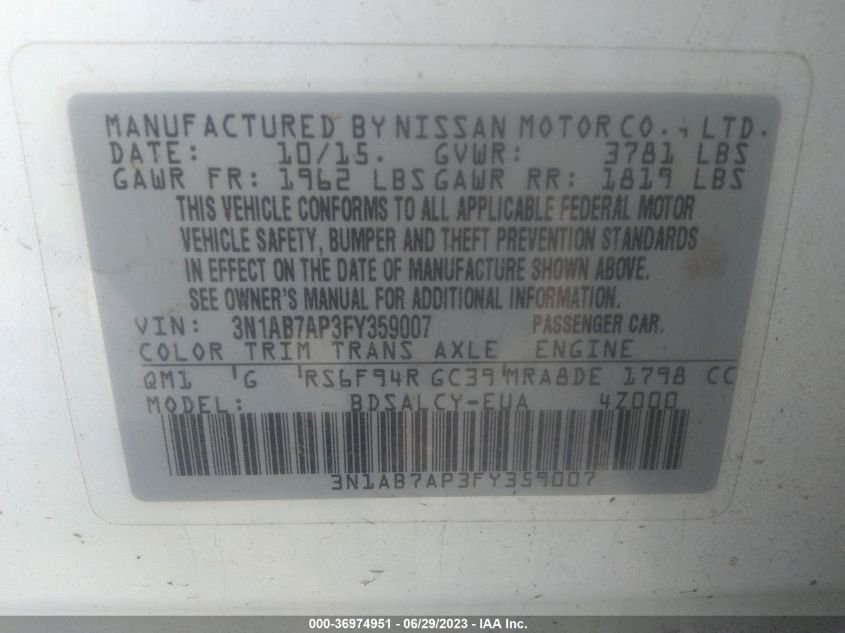 MANUFACTURED BY NISSAN MOTOR CO., LTD.
DATE: 10/15. GVWR: 3781 LBS
GAWR FR: 1962 LBS GAWR RR: 1819 LBS
THIS VEHICLE CONFORMS TO ALL APPLICABLE FEDERAL MOTOR
VEHICLE SAFETY, BUMPER AND THEFT PREVENTION STANDARDS
IN EFFECT ON THE DATE OF MANUFACTURE SHOWN ABOVE.
SEE OWNER'S MANUAL FOR ADDITIONAL INFORMATION.
VIN: 3N1AB7AP3FY359007 PASSENGER CAR.
COLOR TRIM TRANS AXLE ENGINE
QM1 G RS6F94R GC39 MRA8DE 1798 CC
MODEL: BDSALCY-EUA 4Z000
3N1AB7AP3FY359007
000-36974951 - 06/29/2023 - IAA Inc.